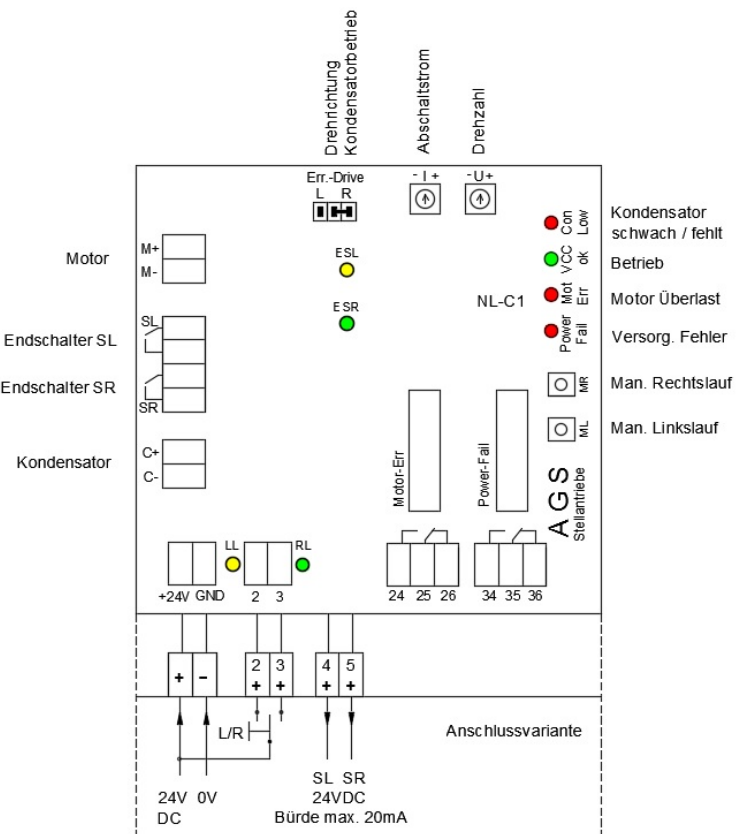 Drehrichtung
Kondensatorbetrieb
Abschaltstrom
Drehzahl
Err.-Drive
L R
- I +
-U+
Con
Low
Kondensator
schwach / fehlt
VCC
ok
Betrieb
Mot
Err
Motor Überlast
Power
Fail
Versorg. Fehler
MR
Man. Rechtslauf
ML
Man. Linkslauf
ESL
ESR
NL-C1
Motor
M+
M-
Endschalter SL
SL
Endschalter SR
SR
Kondensator
C+
C-
Motor-Err
Power-Fail
AGS
Stellantriebe
LL
RL
+24V GND
2 3
24 25 26
34 35 36
+ -
2 3
+ +
4 5
+ +
L/R
Anschlussvariante
24V 0V
DC
SL SR
24VDC
Bürde max. 20mA